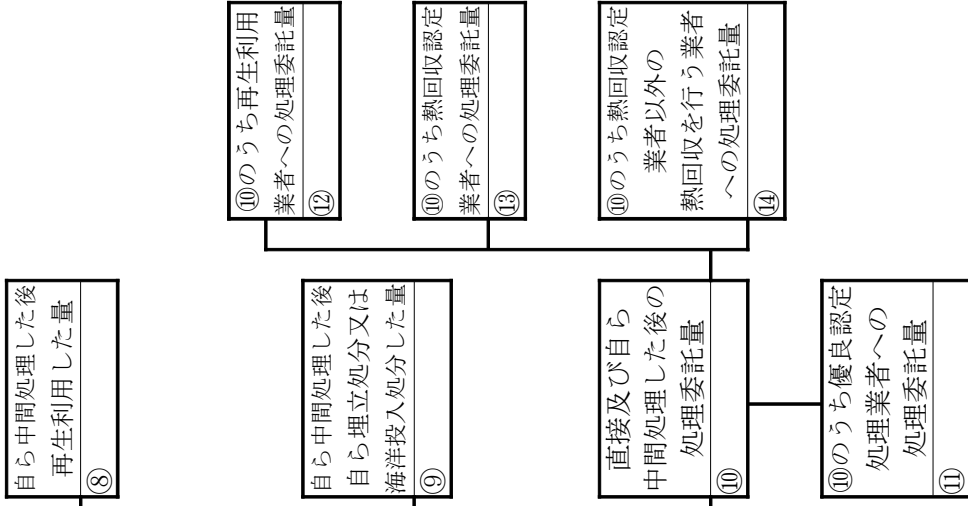 自ら中間処理した後
再生利用した量
⑧
自ら中間処理した後
自ら埋立処分又は
海洋投入処分した量
⑨
直接及び自ら
中間処理した後の
処理委託量
⑩
⑩のうち優良認定
処理業者への
処理委託量
⑪
⑩のうち再生利用
業者への処理委託量
⑫
⑩のうち熱回収認定
業者への処理委託量
⑬
⑩のうち熱回収認定
業者以外の
熱回収を行う業者
への処理委託量
⑭